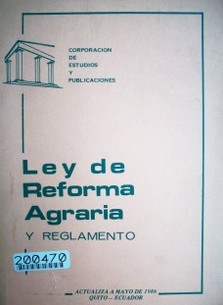 CORPORACION
DE
ESTUDIOS
Y
PUBLICACIONES
Ley de
Reforma
Agraria
Y REGLAMENTO
200470
ACTUALIZA A MAYO DE 1986
QUITO – ECUADOR